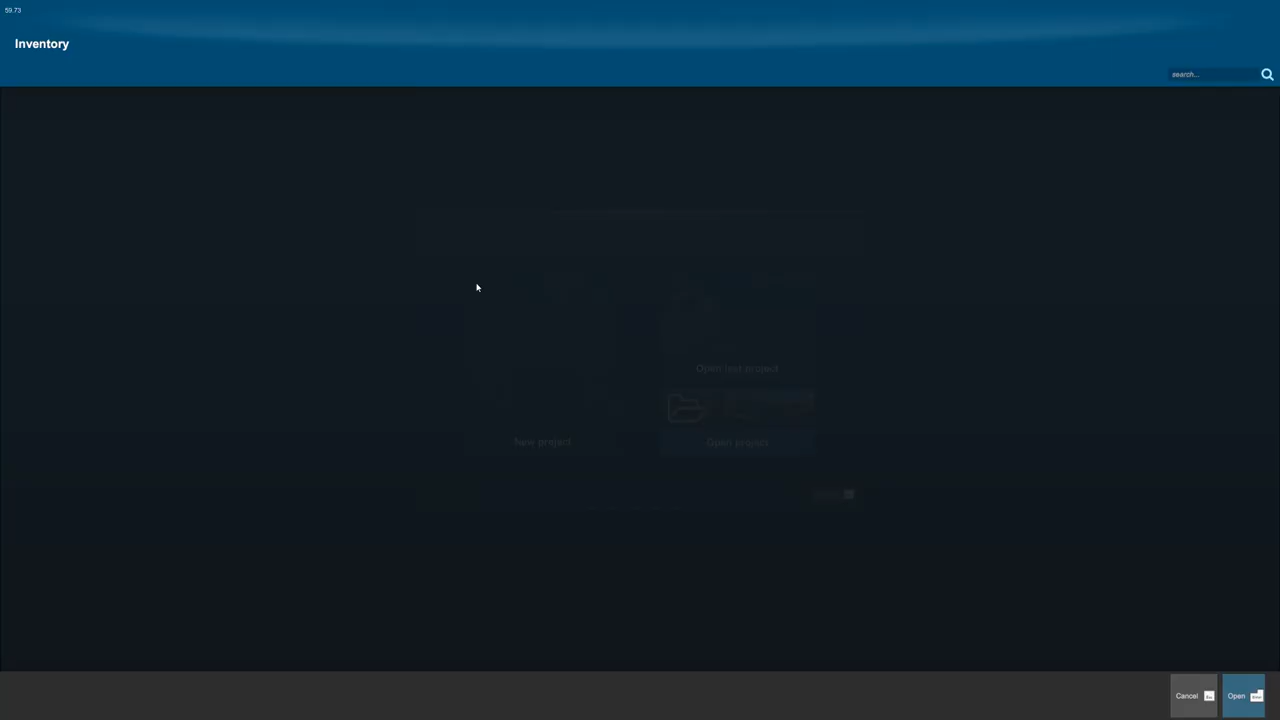 59.73
Inventory
search...
Open last project
New project
Open project
Cancel
Open